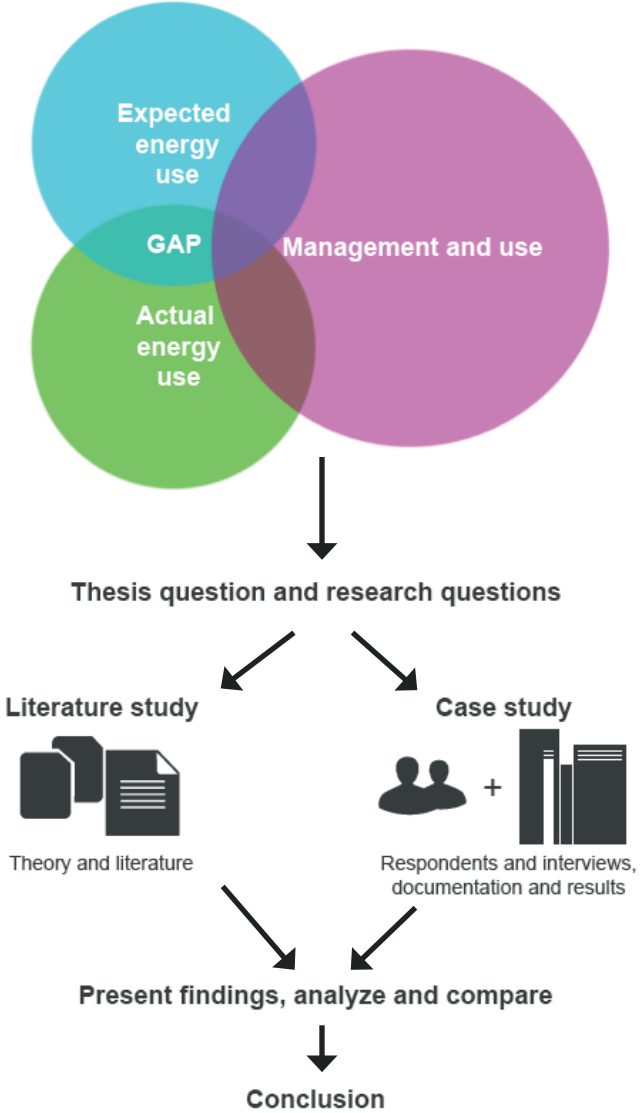 Expected
energy
use
GAP
Management and use
Actual
energy
use
Thesis question and research questions
Literature study
Case study
+
Theory and literature
Respondents and interviews,
documentation and results
Present findings, analyze and compare
Conclusion